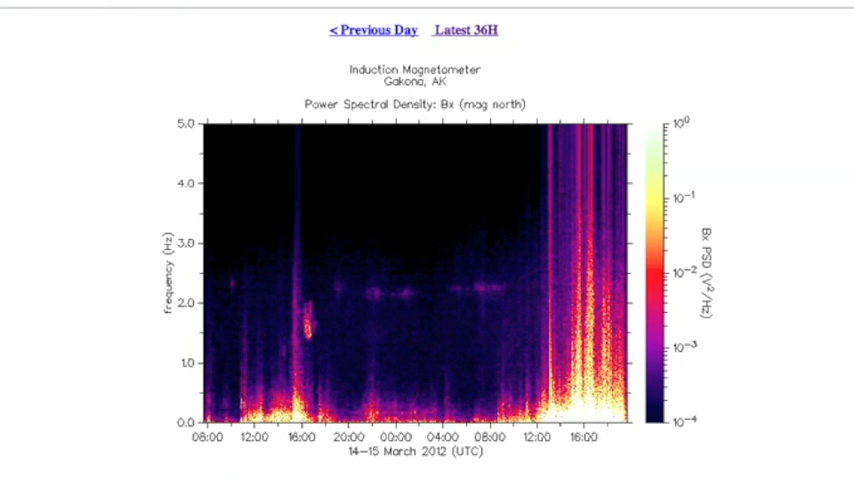 < Previous Day Latest 36H
Induction Magnetometer
Gakona, AK
Power Spectral Density: Bx (mag north)
5.0
4.0
3.0
2.0
1.0
0.0
frequency (Hz)
10⁰
10⁻¹
10⁻²
10⁻³
10⁻⁴
Bx PSD (V²/Hz)
08:00 12:00 16:00 20:00 00:00 04:00 08:00 12:00 16:00
14–15 March 2012 (UTC)